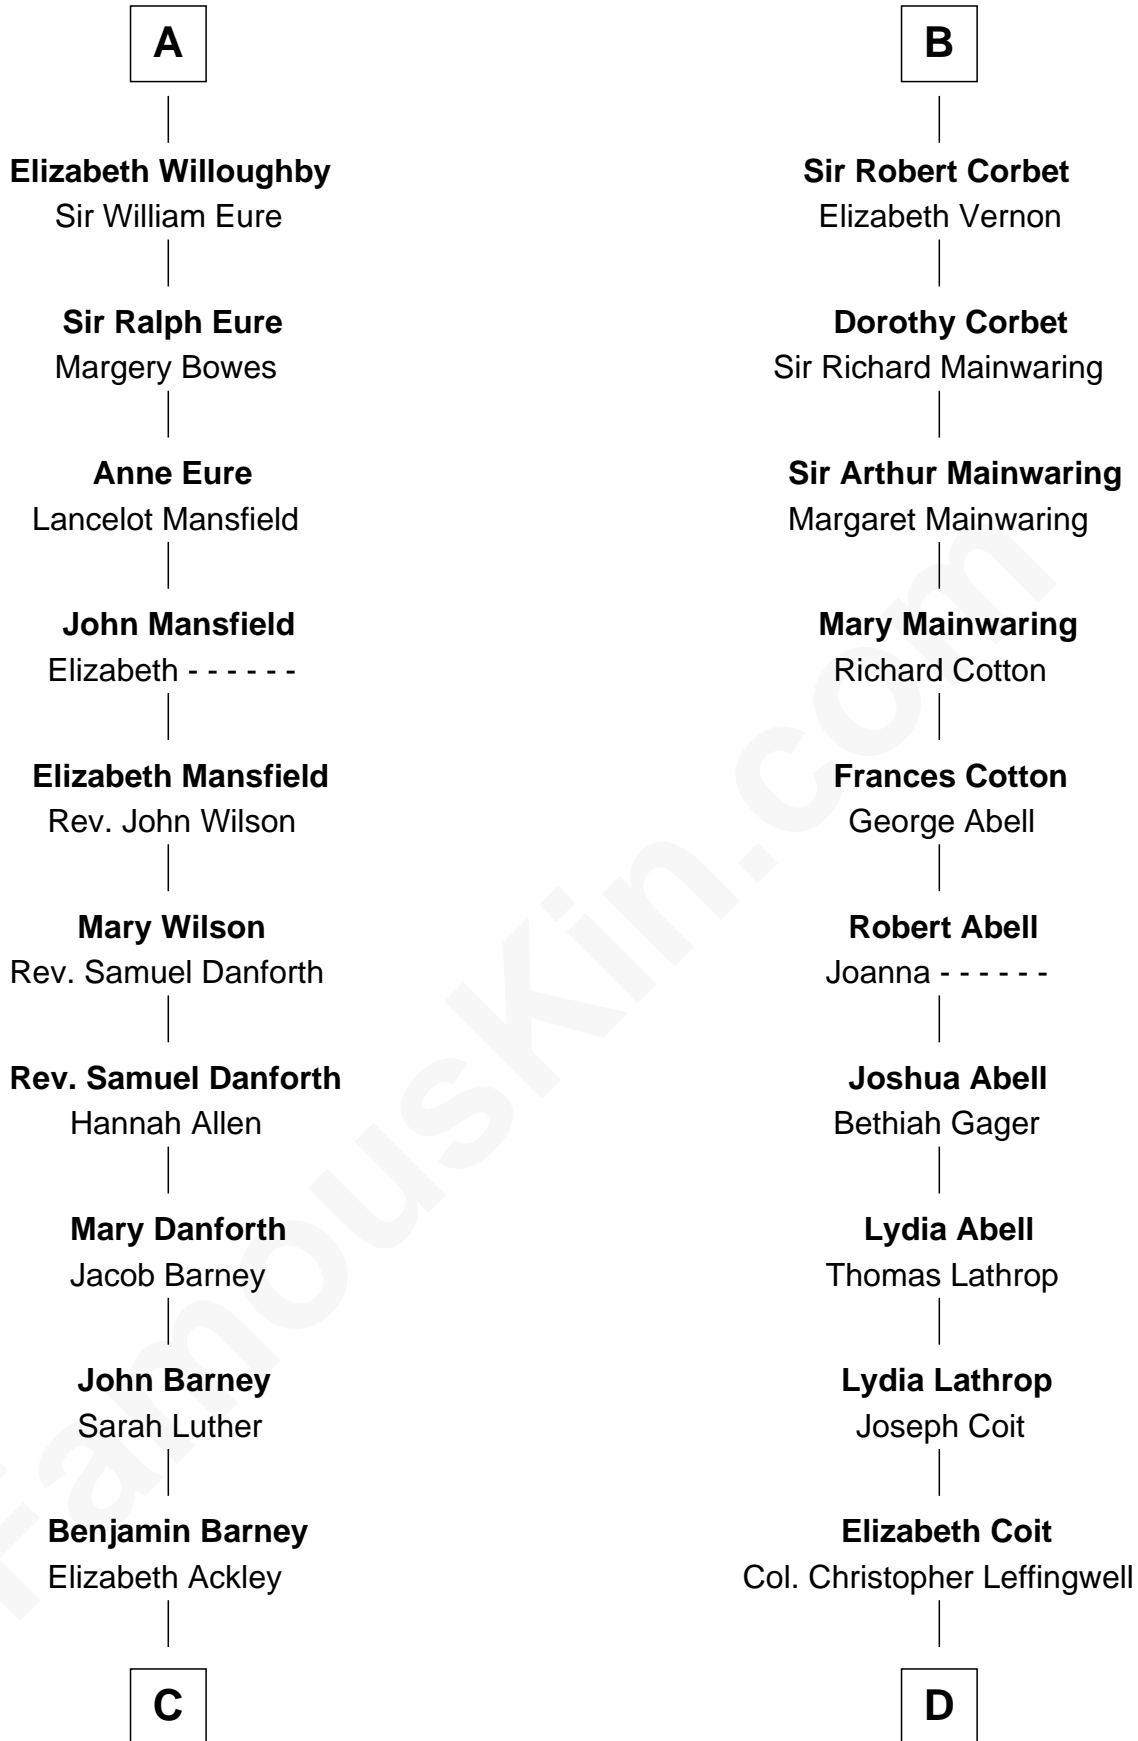 A
Elizabeth Willoughby
Sir William Eure
Sir Ralph Eure
Margery Bowes
Anne Eure
Lancelot Mansfield
John Mansfield
Elizabeth - - - - - -
Elizabeth Mansfield
Rev. John Wilson
Mary Wilson
Rev. Samuel Danforth
Rev. Samuel Danforth
Hannah Allen
Mary Danforth
Jacob Barney
John Barney
Sarah Luther
Benjamin Barney
Elizabeth Ackley
C
B
Sir Robert Corbet
Elizabeth Vernon
Dorothy Corbet
Sir Richard Mainwaring
Sir Arthur Mainwaring
Margaret Mainwaring
Mary Mainwaring
Richard Cotton
Frances Cotton
George Abell
Robert Abell
Joanna - - - - - -
Joshua Abell
Bethiah Gager
Lydia Abell
Thomas Lathrop
Lydia Lathrop
Joseph Coit
Elizabeth Coit
Col. Christopher Leffingwell
D
FamousKin.com